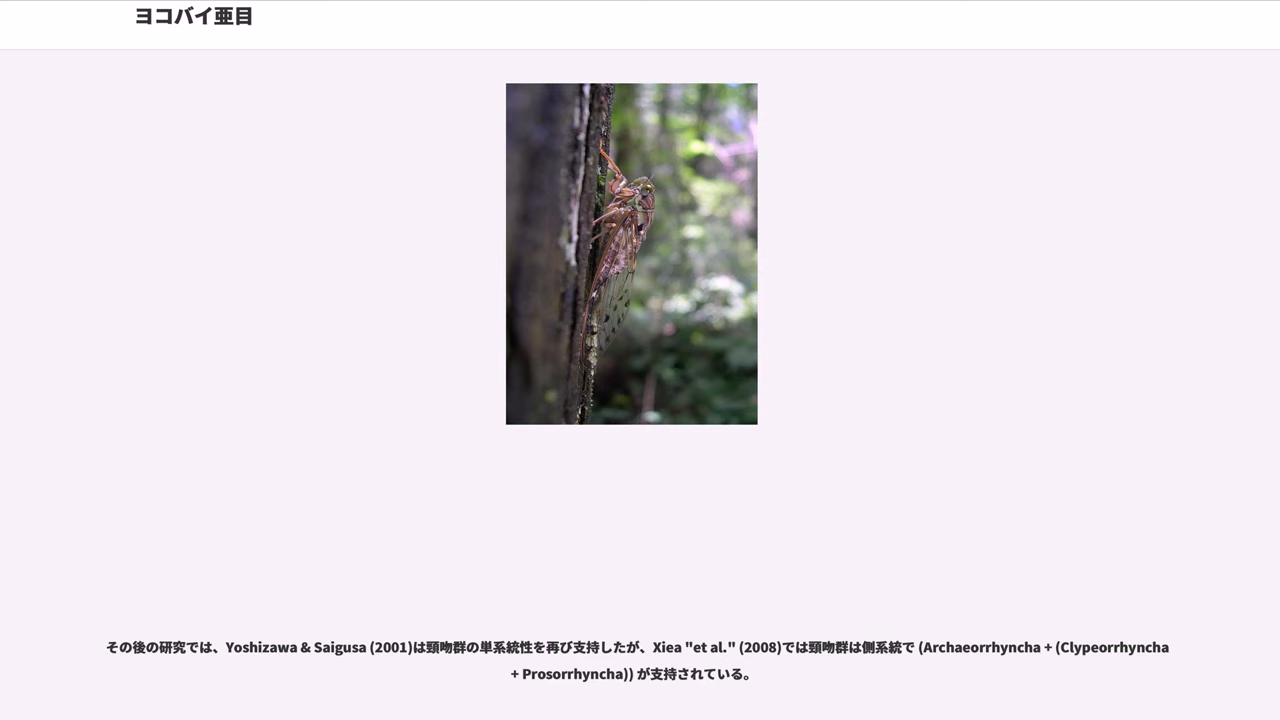 ヨコバイ亜目
その後の研究では、Yoshizawa & Saigusa (2001)は頸吻群の単系統性を再び支持したが、Xiea "et al." (2008)では頸吻群は側系統で (Archaeorrhyncha + (Clypeorrhyncha
+ Prosorrhyncha)) が支持されている。